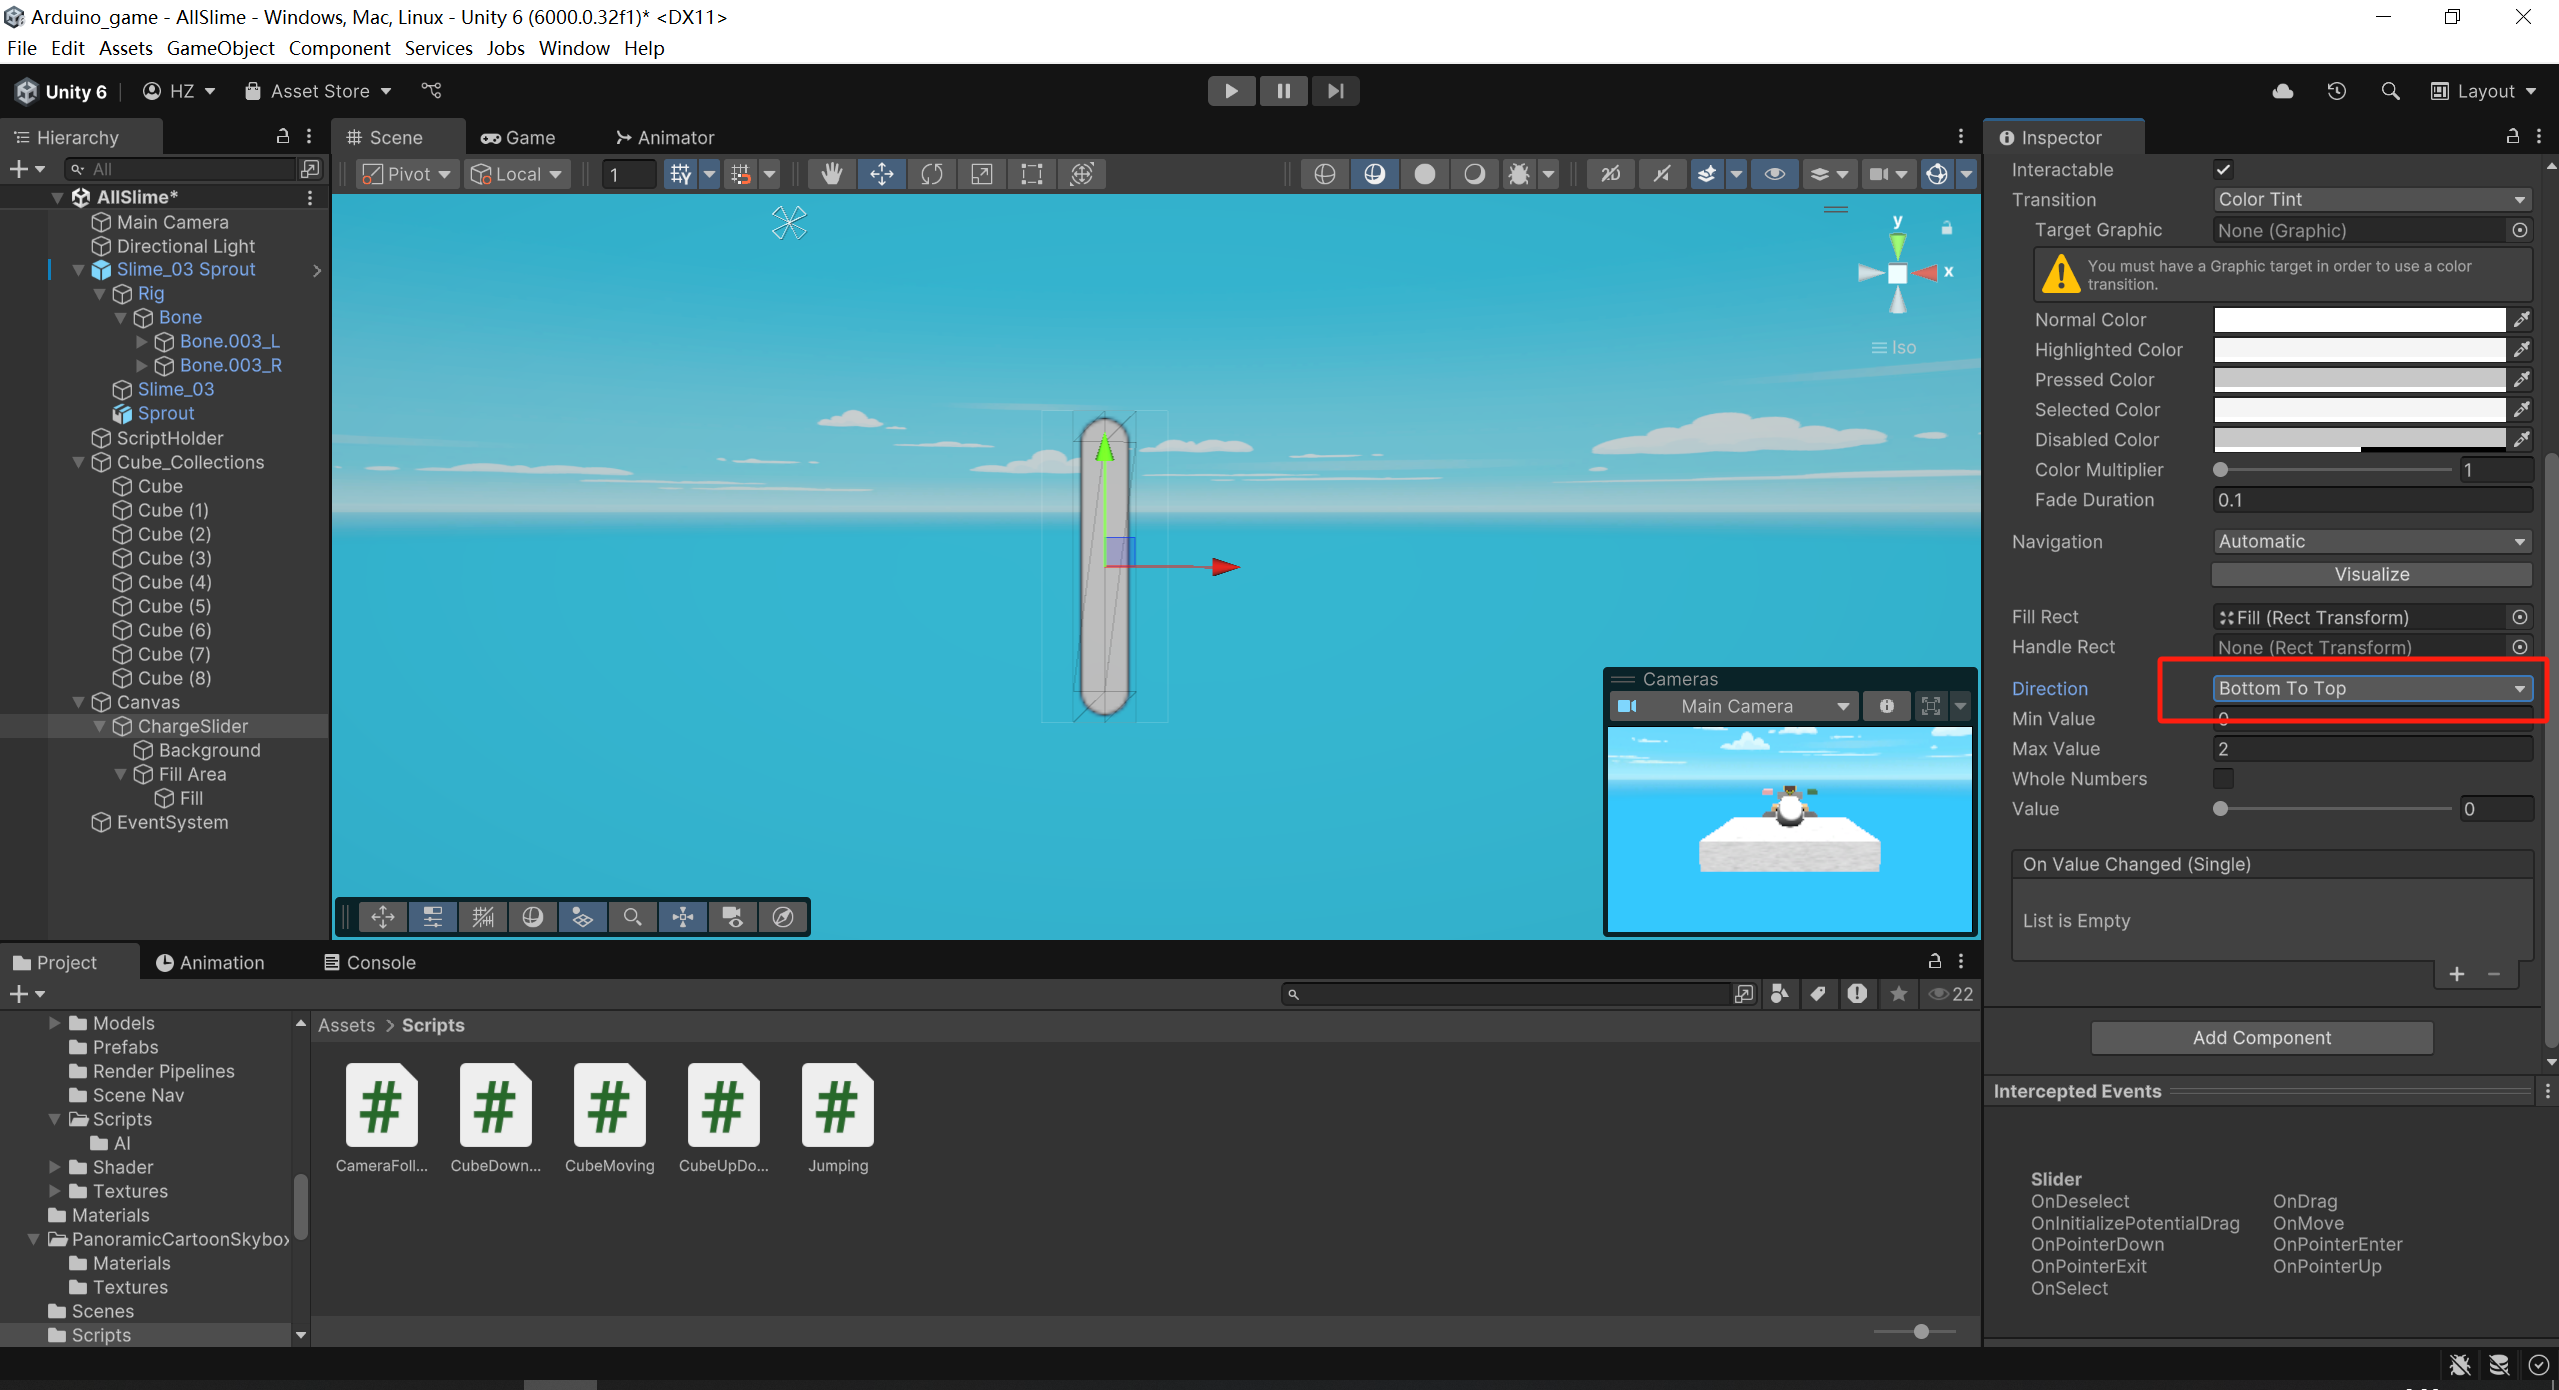 Arduino_game - AllSlime - Windows, Mac, Linux - Unity 6 (6000.0.32f1)* <DX11>
File Edit Assets GameObject Component Services Jobs Window Help
Unity 6 HZ Asset Store Layout
Hierarchy
All
AllSlime*
Main Camera
Directional Light
Slime_03 Sprout
Rig
Bone
Bone.003_L
Bone.003_R
Slime_03
Sprout
ScriptHolder
Cube_Collections
Cube
Cube (1)
Cube (2)
Cube (3)
Cube (4)
Cube (5)
Cube (6)
Cube (7)
Cube (8)
Canvas
ChargeSlider
Background
Fill Area
Fill
EventSystem
Scene Game Animator
Pivot Local 1 2D
y
x
Iso
Cameras
Main Camera
Inspector
Interactable
Transition Color Tint
Target Graphic None (Graphic)
You must have a Graphic target in order to use a color
transition.
Normal Color
Highlighted Color
Pressed Color
Selected Color
Disabled Color
Color Multiplier 1
Fade Duration 0.1
Navigation Automatic
Visualize
Fill Rect Fill (Rect Transform)
Handle Rect None (Rect Transform)
Direction Bottom To Top
Min Value 0
Max Value 2
Whole Numbers
Value 0
On Value Changed (Single)
List is Empty
Add Component
Intercepted Events
Slider
OnDeselect OnDrag
OnInitializePotentialDrag OnMove
OnPointerDown OnPointerEnter
OnPointerExit OnPointerUp
OnSelect
Project Animation Console
22
Models
Prefabs
Render Pipelines
Scene Nav
Scripts
AI
Shader
Textures
Materials
PanoramicCartoonSkybox
Materials
Textures
Scenes
Scripts
Assets > Scripts
CameraFoll... CubeDown... CubeMoving CubeUpDo... Jumping